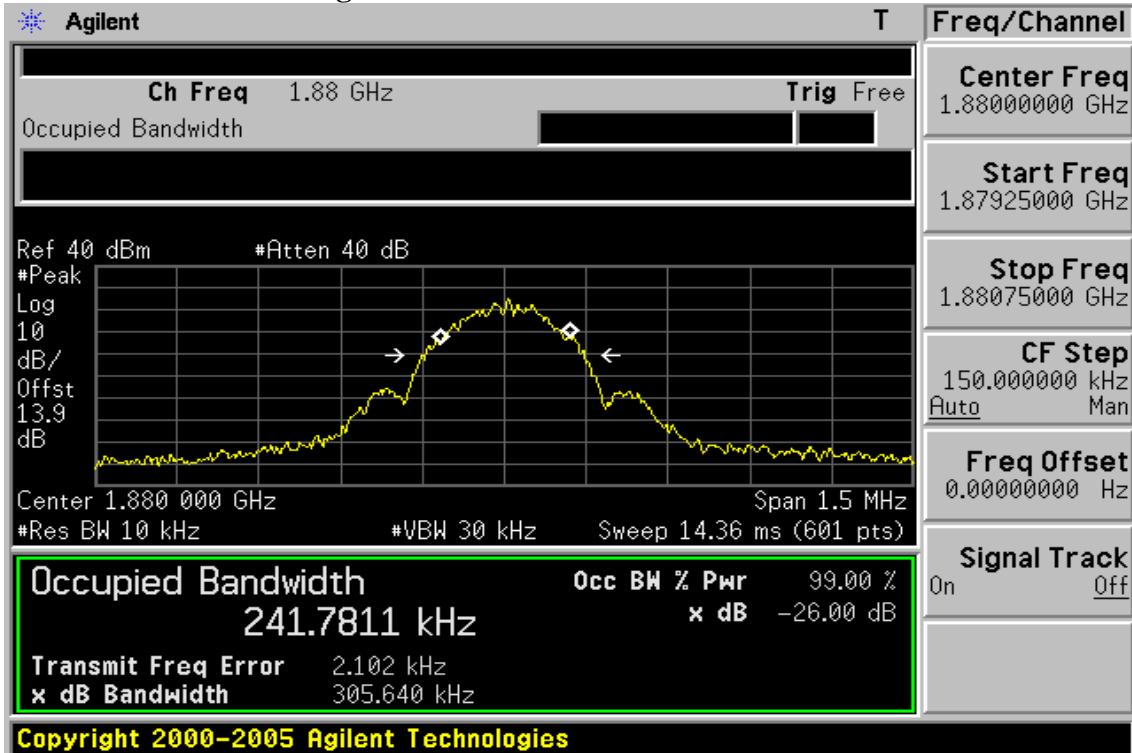 Agilent T Freq/Channel
Ch Freq 1.88 GHz Trig Free
Occupied Bandwidth
Center Freq
1.88000000 GHz
Start Freq
1.87925000 GHz
Stop Freq
1.88075000 GHz
CF Step
150.000000 kHz
Auto Man
Freq Offset
0.00000000 Hz
Signal Track
On Off
Ref 40 dBm #Atten 40 dB
#Peak
Log
10
dB/
Offst
13.9
dB
Center 1.880 000 GHz Span 1.5 MHz
#Res BW 10 kHz #VBW 30 kHz Sweep 14.36 ms (601 pts)
Occupied Bandwidth Occ BW % Pwr 99.00 %
241.7811 kHz x dB -26.00 dB
Transmit Freq Error 2.102 kHz
x dB Bandwidth 305.640 kHz
Copyright 2000-2005 Agilent Technologies